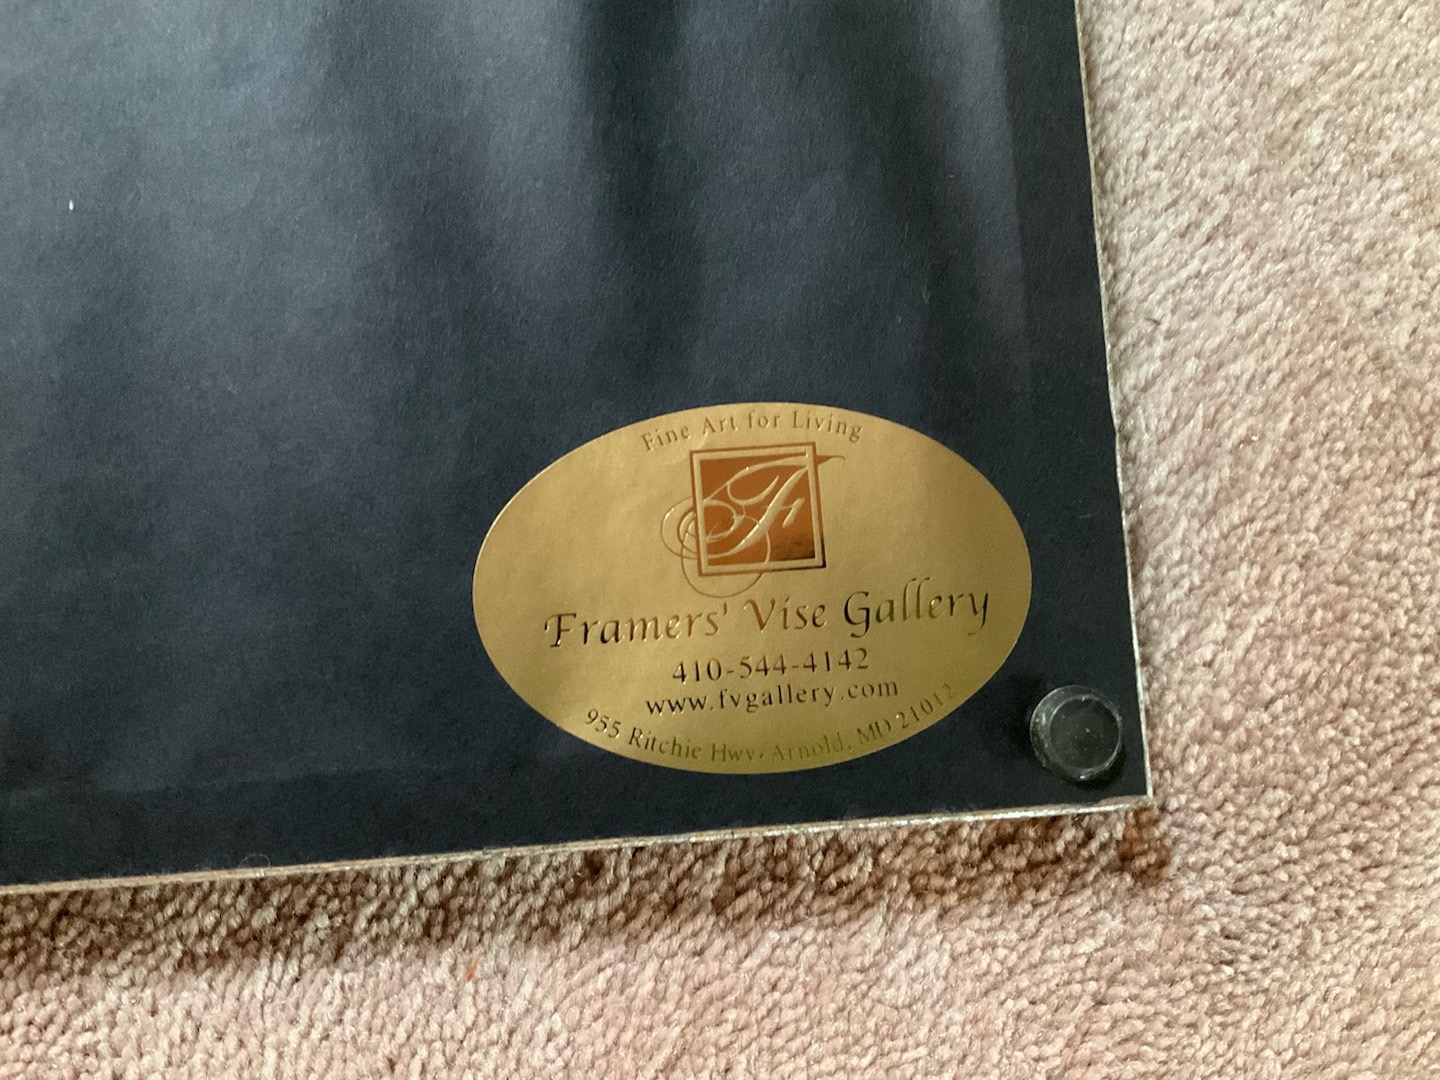 Fine Art for Living
F
Framers' Vise Gallery
410-544-4142
www.fvgallery.com
955 Ritchie Hwy. Arnold, MD 21012